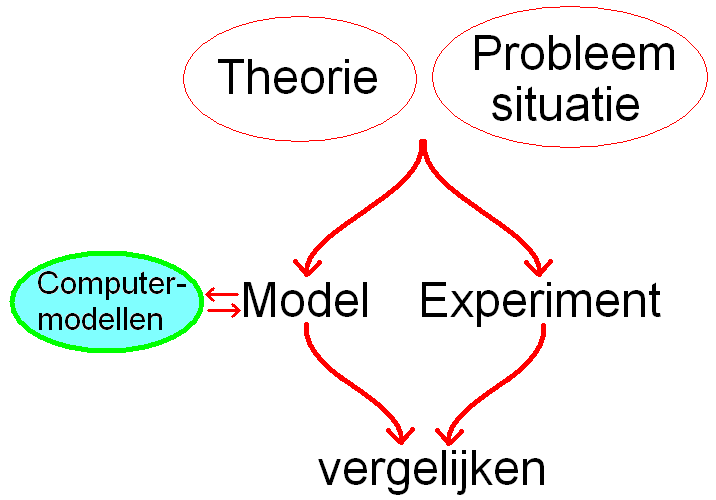 Theorie
Probleem
situatie
Computer-
modellen
Model
Experiment
vergelijken